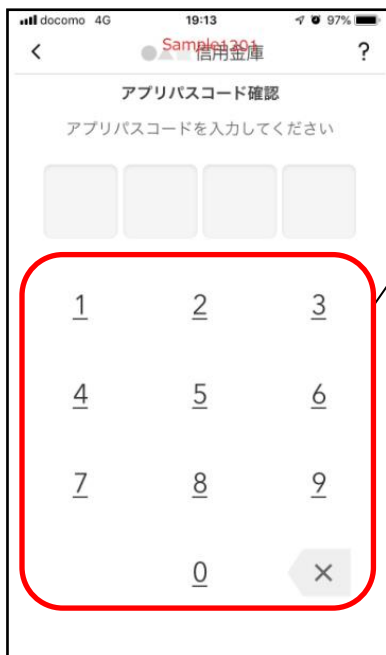 docomo 4G 19:13 97%
Sample1301
●▲■信用金庫 ?
アプリパスコード確認
アプリパスコードを入力してください
1 2 3
4 5 6
7 8 9
0 ×